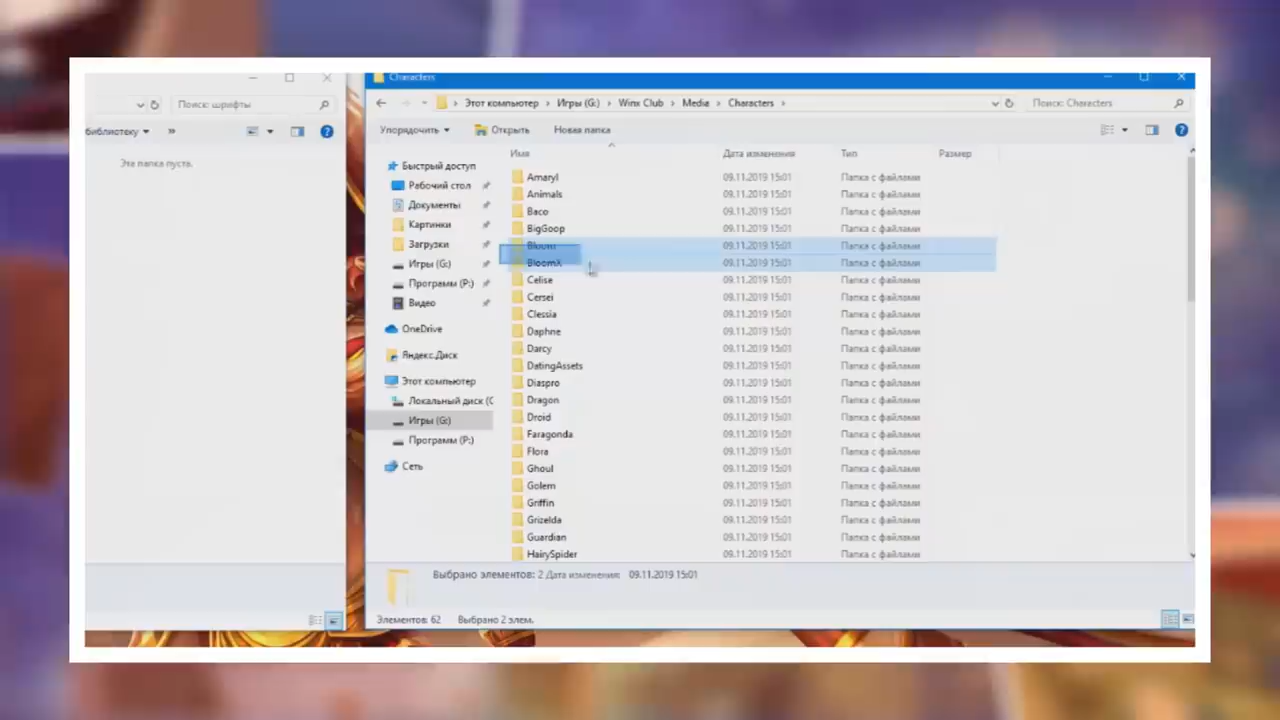 Поиск: шрифты
библиотеку
»
Эта папка пуста.
Characters
Этот компьютер › Игры (G:) › Winx Club › Media › Characters ›
Поиск: Characters
Упорядочить
Открыть
Новая папка
Имя Дата изменения Тип Размер
Быстрый доступ
Рабочий стол
Документы
Картинки
Загрузки
Игры (G:)
Программ (P:)
Видео
OneDrive
Яндекс.Диск
Этот компьютер
Локальный диск (C
Игры (G:)
Программ (P:)
Сеть
Amaryl 09.11.2019 15:01 Папка с файлами
Animals 09.11.2019 15:01 Папка с файлами
Baco 09.11.2019 15:01 Папка с файлами
BigGoop 09.11.2019 15:01 Папка с файлами
Bloom 09.11.2019 15:01 Папка с файлами
BloomX 09.11.2019 15:01 Папка с файлами
Celise 09.11.2019 15:01 Папка с файлами
Cersei 09.11.2019 15:01 Папка с файлами
Clessia 09.11.2019 15:01 Папка с файлами
Daphne 09.11.2019 15:01 Папка с файлами
Darcy 09.11.2019 15:01 Папка с файлами
DatingAssets 09.11.2019 15:01 Папка с файлами
Diaspro 09.11.2019 15:01 Папка с файлами
Dragon 09.11.2019 15:01 Папка с файлами
Droid 09.11.2019 15:01 Папка с файлами
Faragonda 09.11.2019 15:01 Папка с файлами
Flora 09.11.2019 15:01 Папка с файлами
Ghoul 09.11.2019 15:01 Папка с файлами
Golem 09.11.2019 15:01 Папка с файлами
Griffin 09.11.2019 15:01 Папка с файлами
Grizelda 09.11.2019 15:01 Папка с файлами
Guardian 09.11.2019 15:01 Папка с файлами
HairySpider 09.11.2019 15:01 Папка с файлами
Выбрано элементов: 2 Дата изменения: 09.11.2019 15:01
Элементов: 62 Выбрано 2 элем.